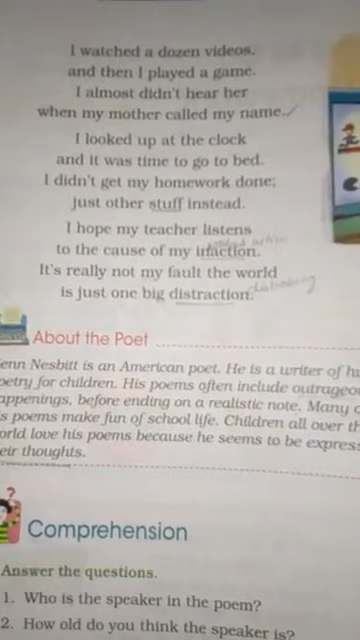 I watched a dozen videos,
and then I played a game.
I almost didn't hear her
when my mother called my name.
I looked up at the clock
and it was time to go to bed.
I didn't get my homework done;
just other stuff instead.
I hope my teacher listens
to the cause of my infaction.
It's really not my fault the world
is just one big distraction.
About the Poet
enn Nesbitt is an American poet. He is a writer of hu
etry for children. His poems often include outrageou
appenings, before ending on a realistic note. Many o
s poems make fun of school life. Children all over th
orld love his poems because he seems to be express
eir thoughts.
?
Comprehension
Answer the questions.
1. Who is the speaker in the poem?
2. How old do you think the speaker is?